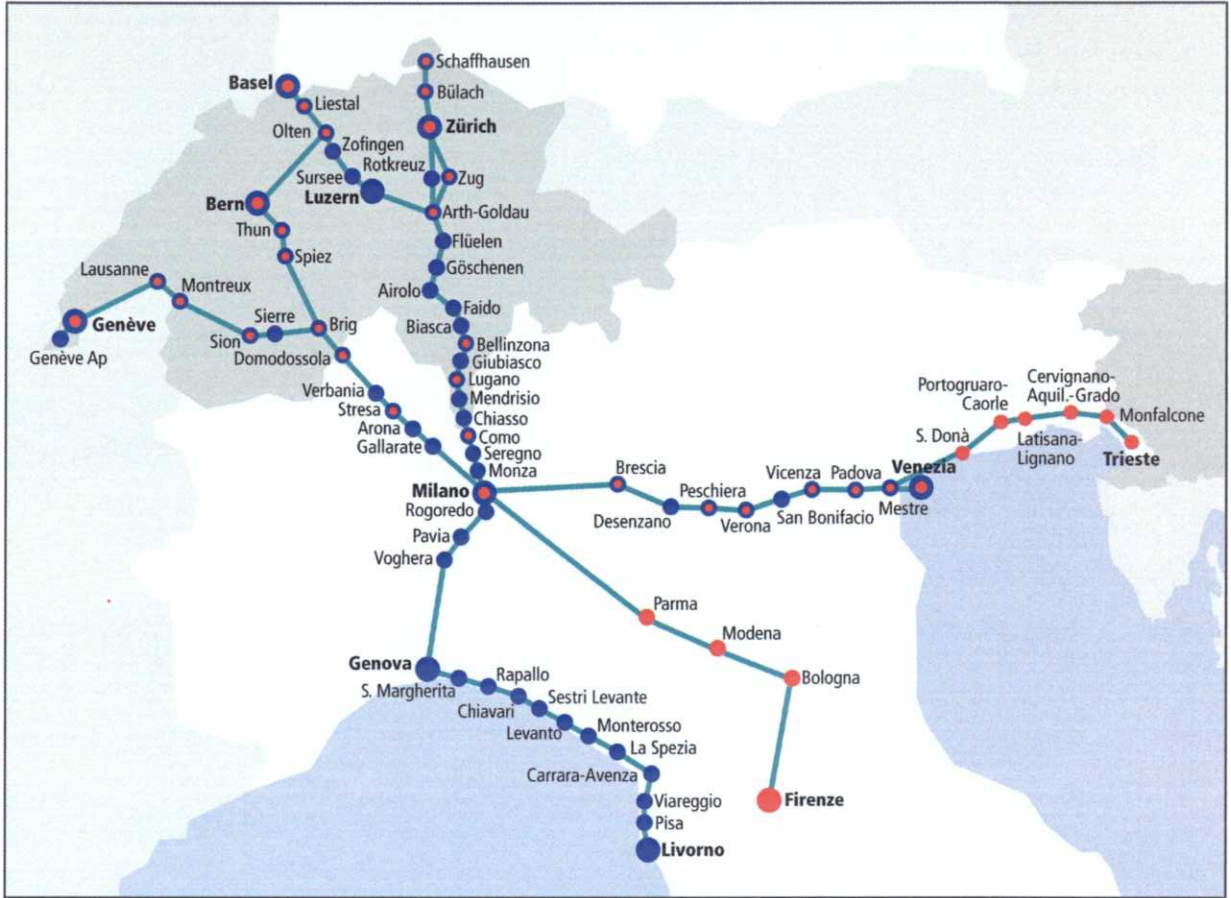 Schaffhausen
Basel
Bülach
Liestal
Olten
Zürich
Zofingen
Rotkreuz
Sursee
Zug
Luzern
Bern
Arth-Goldau
Thun
Flüelen
Spiez
Göschenen
Lausanne
Airolo
Montreux
Faido
Genève
Sierre
Brig
Biasca
Sion
Bellinzona
Genève Ap
Domodossola
Giubiasco
Lugano
Verbania
Mendrisio
Stresa
Chiasso
Arona
Como
Gallarate
Seregno
Monza
Portogruaro-
Caorle
Cervignano-
Aquil.-Grado
Monfalcone
S. Donà
Latisana-
Lignano
Trieste
Milano
Brescia
Peschiera
Vicenza
Padova
Venezia
Rogoredo
Desenzano
Verona
San Bonifacio
Mestre
Pavia
Voghera
Parma
Modena
Genova
Bologna
S. Margherita
Rapallo
Chiavari
Sestri Levante
Levanto
Monterosso
La Spezia
Carrara-Avenza
Viareggio
Firenze
Pisa
Livorno